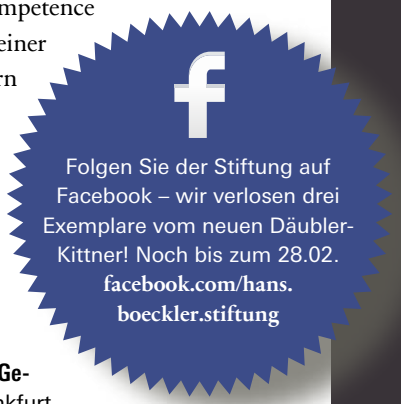 mpetence
einer
rn
f
Folgen Sie der Stiftung auf
Facebook – wir verlosen drei
Exemplare vom neuen Däubler-
Kittner! Noch bis zum 28.02.
facebook.com/hans.
boeckler.stiftung
Ge-
nkfurt